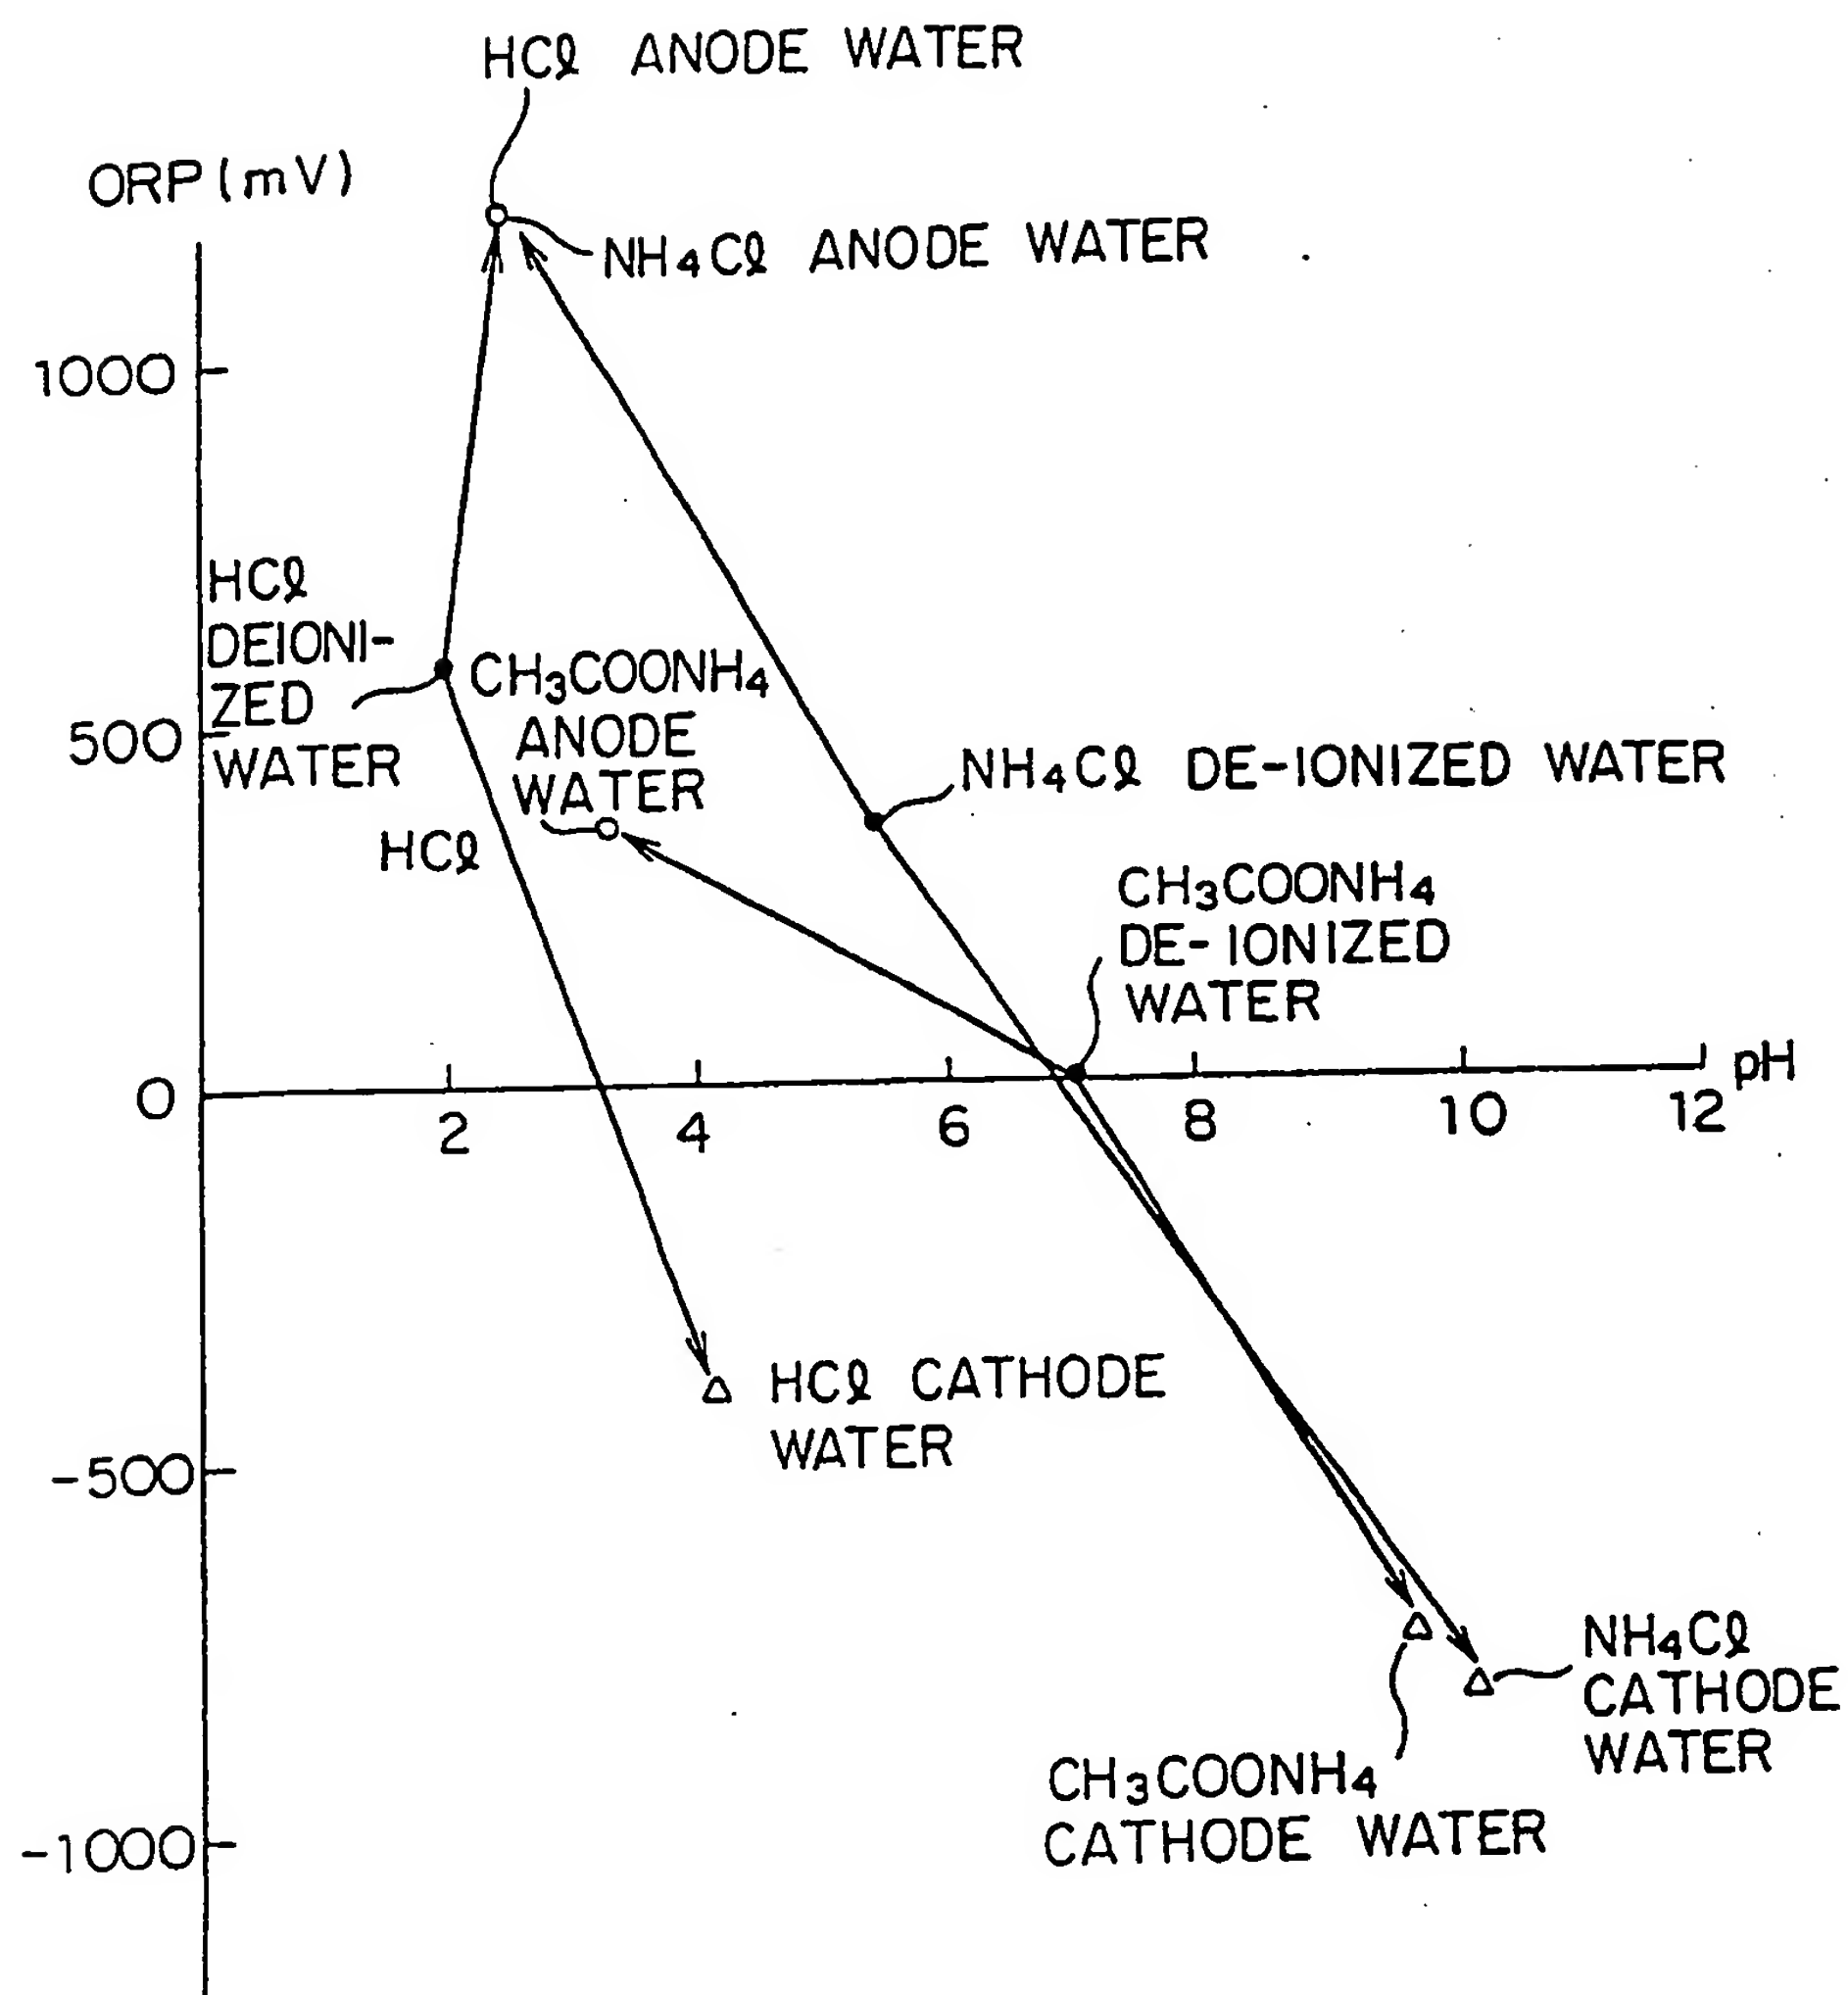 HCl ANODE WATER
ORP (mV)
NH4Cl ANODE WATER
1000
HCl
DEIONI-
ZED
WATER
CH3COONH4
ANODE
WATER
500
NH4Cl DE-IONIZED WATER
HCl
CH3COONH4
DE-IONIZED
WATER
pH
0
2
4
6
8
10
12
HCl CATHODE
WATER
-500
NH4Cl
CATHODE
WATER
CH3COONH4
CATHODE WATER
-1000